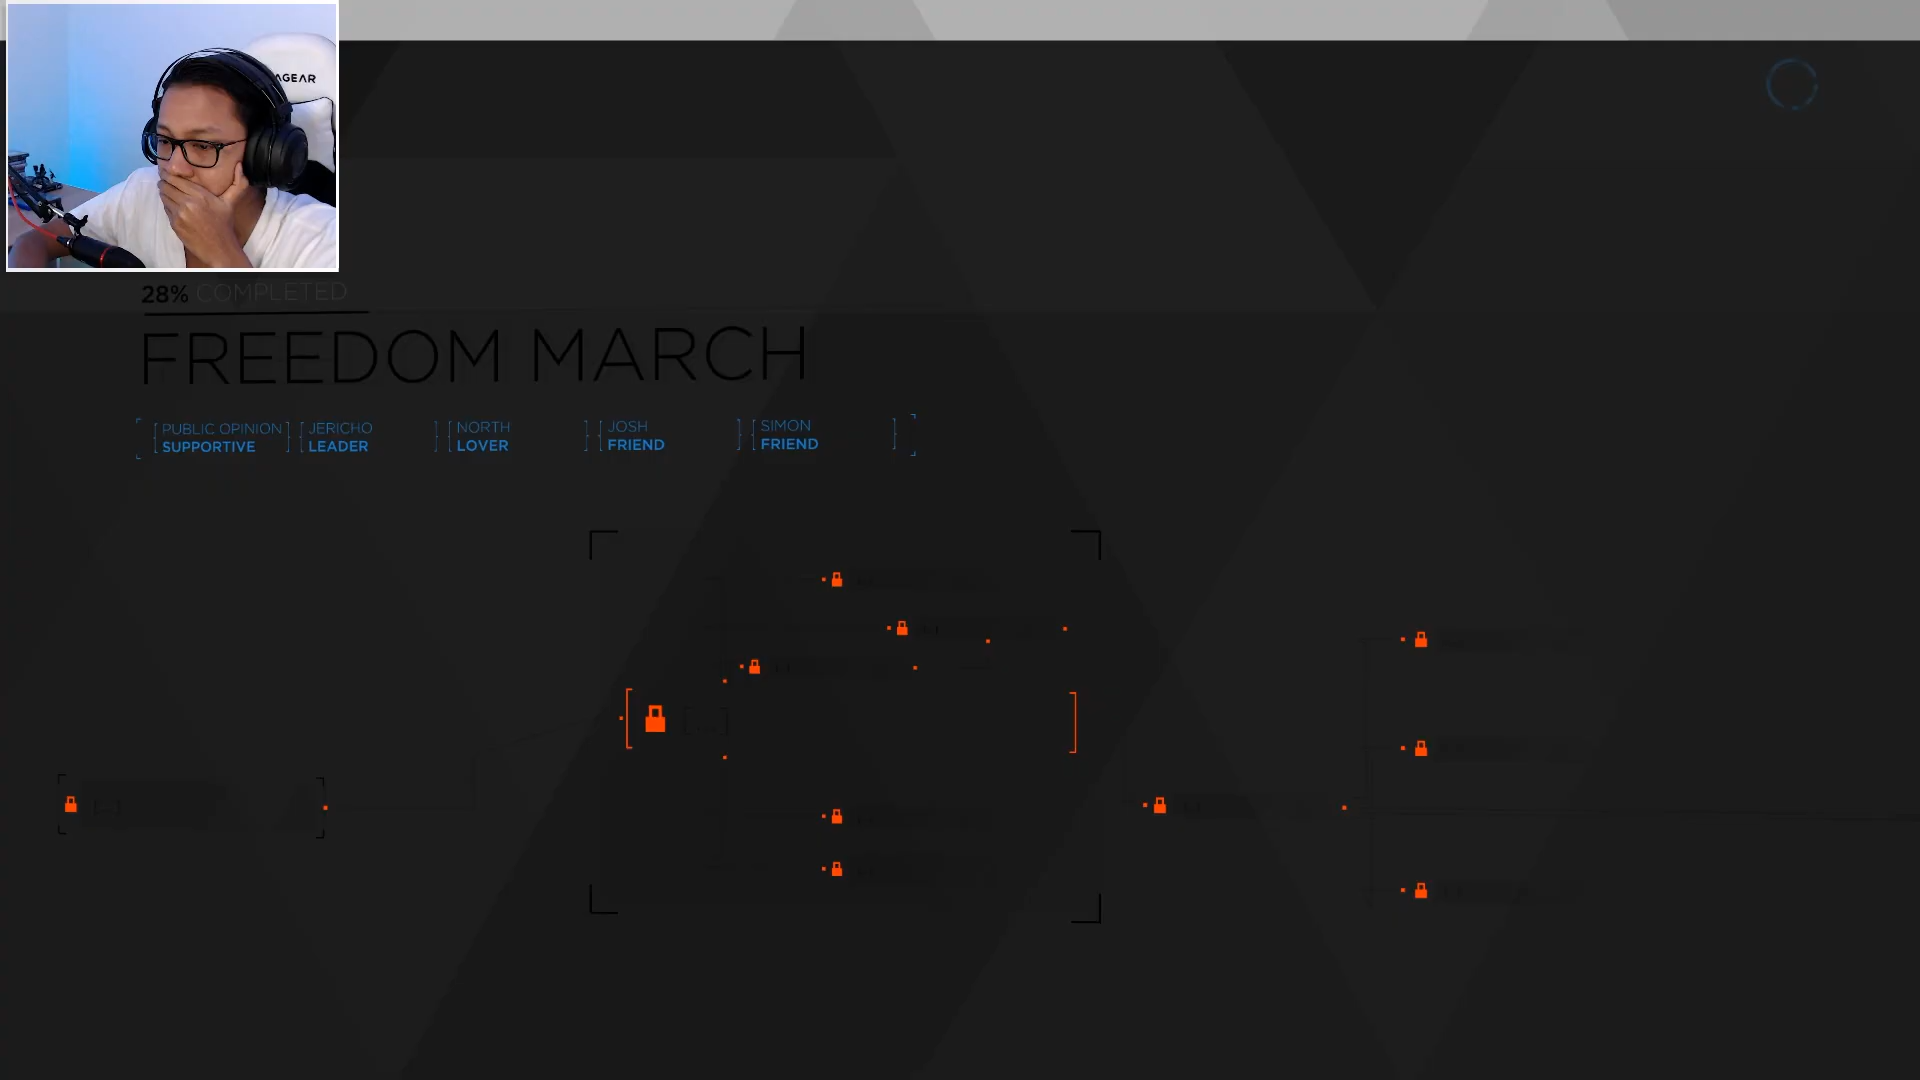 AGEAR
28% COMPLETED
FREEDOM MARCH
PUBLIC OPINION
SUPPORTIVE
JERICHO
LEADER
NORTH
LOVER
JOSH
FRIEND
SIMON
FRIEND